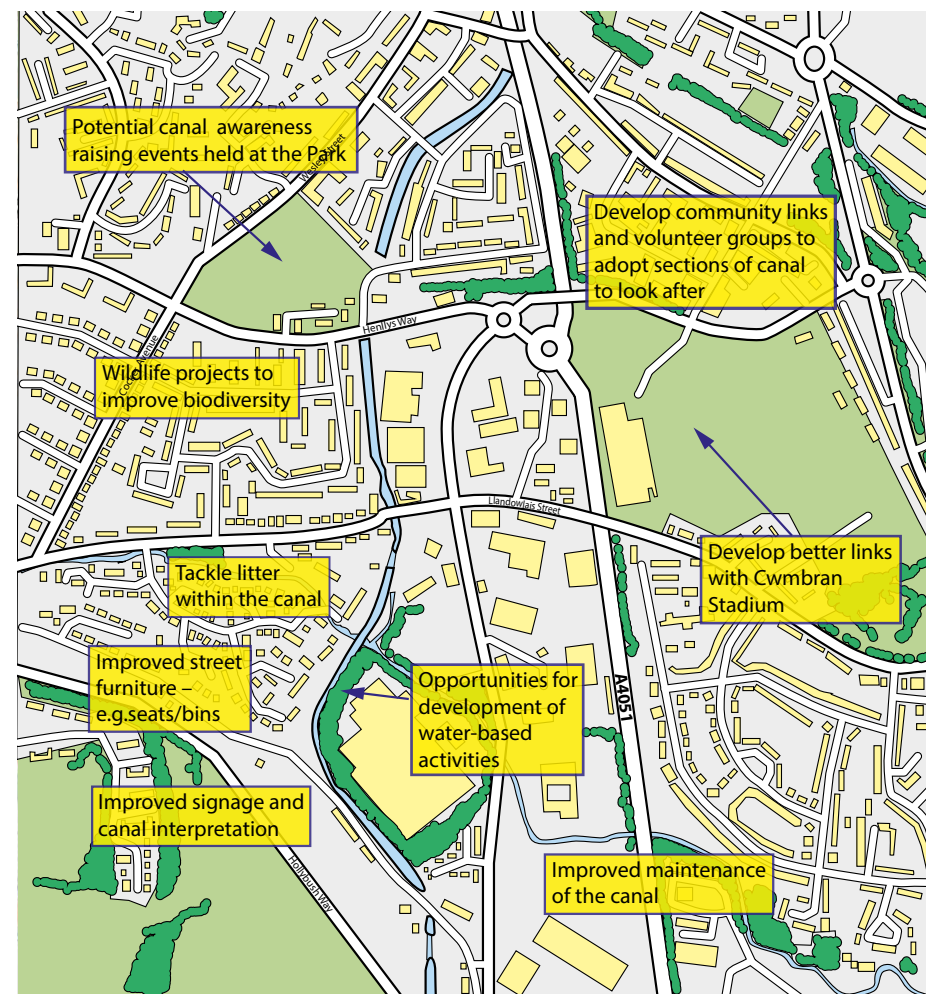 Potential canal awareness
raising events held at the Park
Wesley Street
Develop community links
and volunteer groups to
adopt sections of canal
to look after
Henllys Way
Avenue
Wildlife projects to
improve biodiversity
Llandowlais Street
Tackle litter
within the canal
Develop better links
with Cwmbran
Stadium
Improved street
furniture –
e.g.seats/bins
Opportunities for
development of
water-based
activities
A4051
Improved signage and
canal interpretation
Hollybush Way
Improved maintenance
of the canal